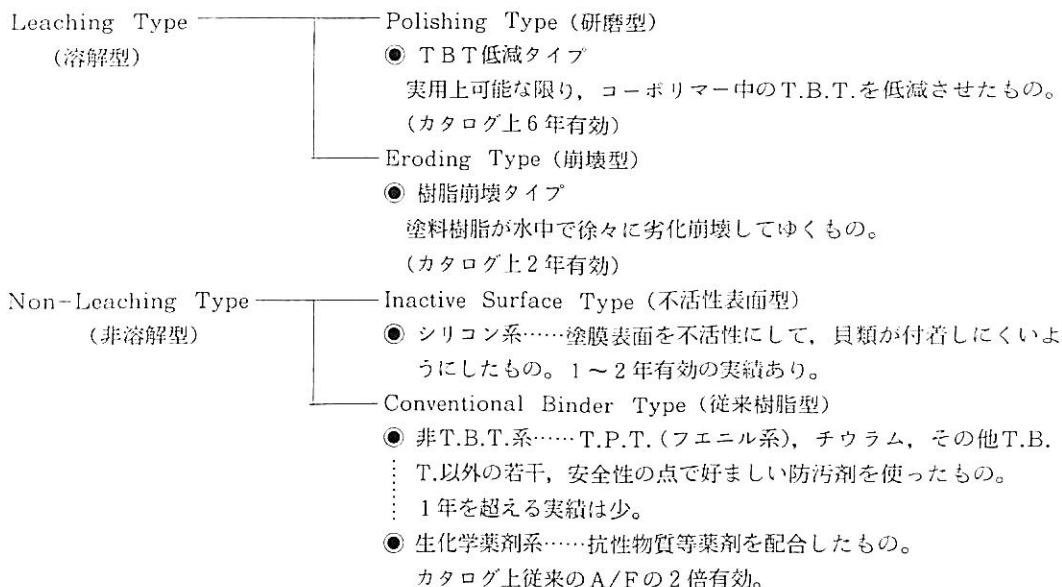 Leaching Type Polishing Type (研磨型)
(溶解型) ◉ TBT低減タイプ
実用上可能な限り,コーポリマー中のT.B.T.を低減させたもの。
(カタログ上6年有効)
Eroding Type (崩壊型)
◉ 樹脂崩壊タイプ
塗料樹脂が水中で徐々に劣化崩壊してゆくもの。
(カタログ上2年有効)
Non-Leaching Type Inactive Surface Type (不活性表面型)
(非溶解型) ◉ シリコン系……塗膜表面を不活性にして,貝類が付着しにくいよ
うにしたもの。1~2年有効の実績あり。
Conventional Binder Type (従来樹脂型)
◉ 非T.B.T.系……T.P.T.(フエニル系),チウラム,その他T.B.
T.以外の若干,安全性の点で好ましい防汚剤を使ったもの。
1年を超える実績は少。
◉ 生化学薬剤系……抗性物質等薬剤を配合したもの。
カタログ上従来のA/Fの2倍有効。